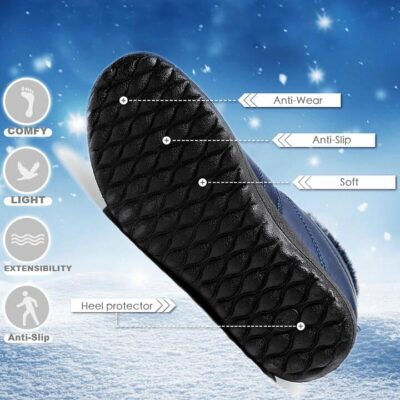 Anti-Wear
COMFY
Anti-Slip
LIGHT
Soft
EXTENSIBILITY
Heel protector
Anti-Slip